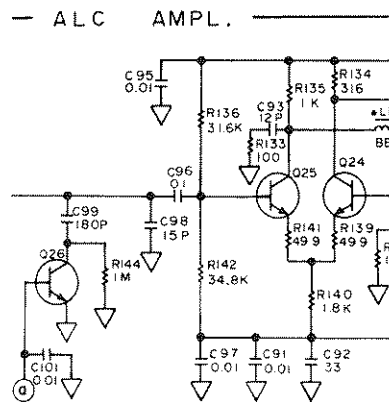 — ALC AMPL. —
C95
0.01
R136
31.6K
R135
1K
R134
316
C93
12P
R133
100
*L1
BE
C96
.01
Q25
Q24
C99
180P
C98
15P
R141
49.9
R139
49.9
Q26
R144
1M
R142
34.8K
R140
1.8K
R
1
C101
0.01
C97
0.01
C91
0.01
C92
.33
a